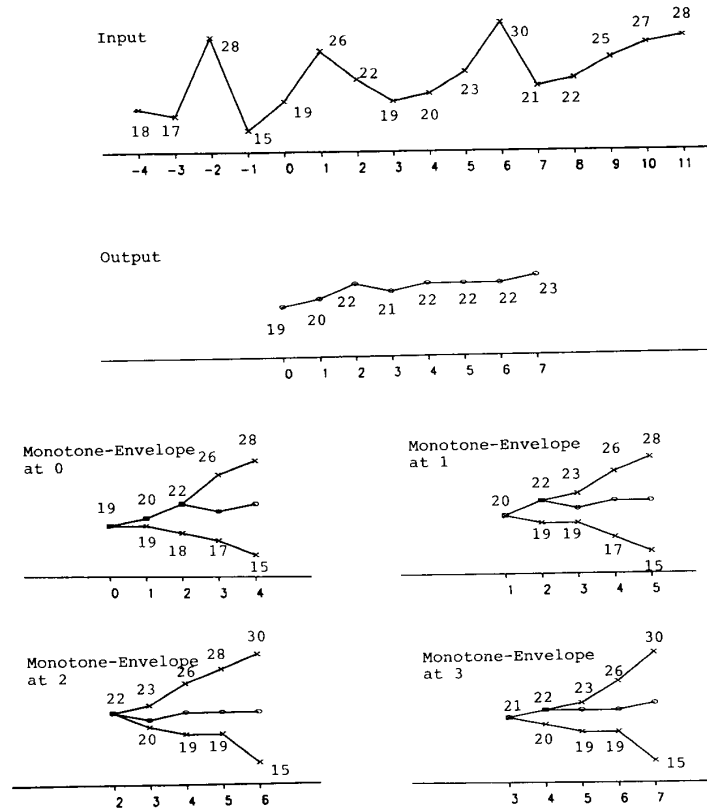 Input
28 26 22 30 25 27 28
18 17 15 19 19 20 23 21 22
-4 -3 -2 -1 0 1 2 3 4 5 6 7 8 9 10 11
Output
19 20 22 21 22 22 22 23
0 1 2 3 4 5 6 7
Monotone-Envelope
at 0
19 20 22 26 28
19 18 17 15
0 1 2 3 4
Monotone-Envelope
at 1
20 22 23 26 28
19 19 17 15
1 2 3 4 5
Monotone-Envelope
at 2
22 23 26 28 30
20 19 19 15
2 3 4 5 6
Monotone-Envelope
at 3
21 22 23 26 30
20 19 19 15
3 4 5 6 7